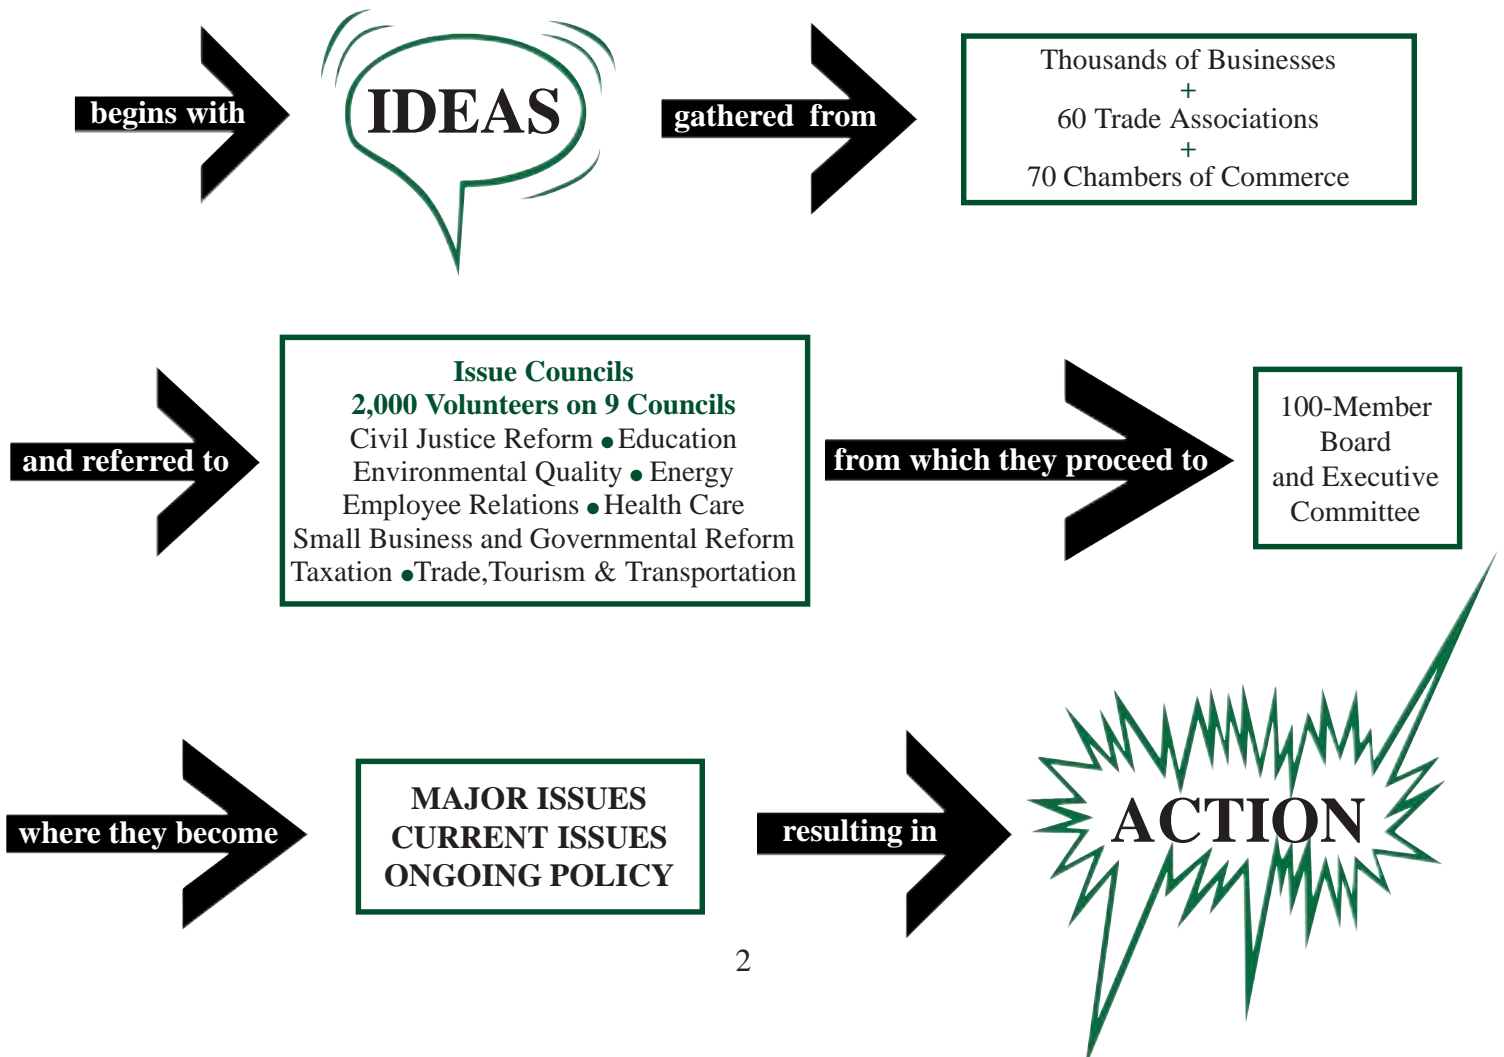 begins with
IDEAS
gathered from
Thousands of Businesses
+
60 Trade Associations
+
70 Chambers of Commerce
and referred to
Issue Councils
2,000 Volunteers on 9 Councils
Civil Justice Reform ● Education
Environmental Quality ● Energy
Employee Relations ● Health Care
Small Business and Governmental Reform
Taxation ● Trade,Tourism & Transportation
from which they proceed to
100-Member
Board
and Executive
Committee
where they become
MAJOR ISSUES
CURRENT ISSUES
ONGOING POLICY
resulting in
ACTION
2